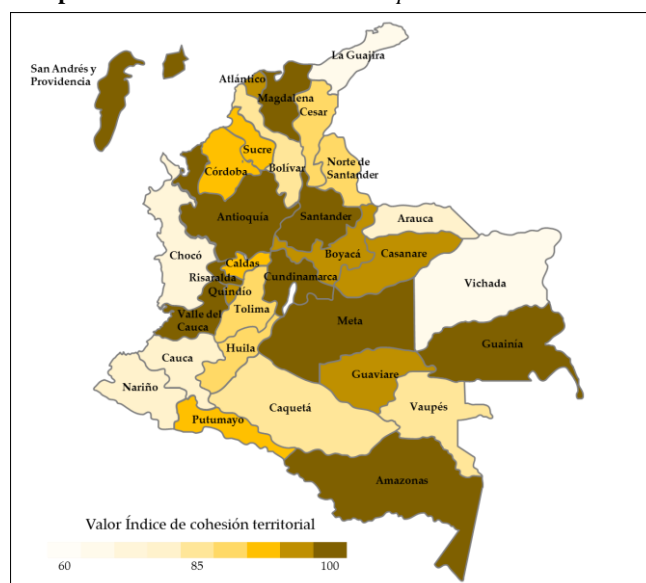 La Guajira
San Andrés y
Providencia
Atlántico
Magdalena
Cesar
Sucre
Bolívar
Norte de
Santander
Córdoba
Antioquía
Santander
Arauca
Boyacá
Casanare
Chocó
Caldas
Risaralda
Cundinamarca
Vichada
Quindío
Tolima
Valle del
Cauca
Meta
Guainía
Huila
Cauca
Guaviare
Nariño
Caquetá
Vaupés
Putumayo
Amazonas
Valor Índice de cohesión territorial
60 85 100